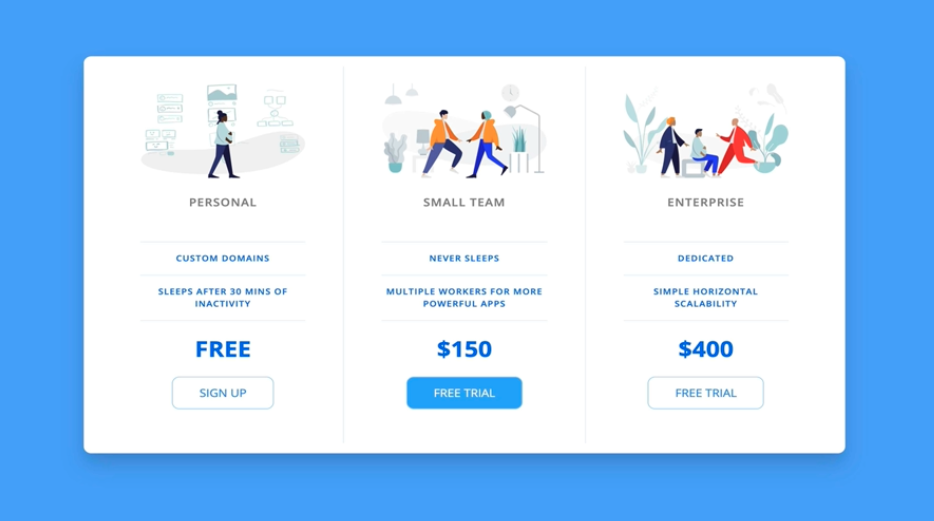 PERSONAL
CUSTOM DOMAINS
SLEEPS AFTER 30 MINS OF
INACTIVITY
FREE
SIGN UP
SMALL TEAM
NEVER SLEEPS
MULTIPLE WORKERS FOR MORE
POWERFUL APPS
$150
FREE TRIAL
ENTERPRISE
DEDICATED
SIMPLE HORIZONTAL
SCALABILITY
$400
FREE TRIAL